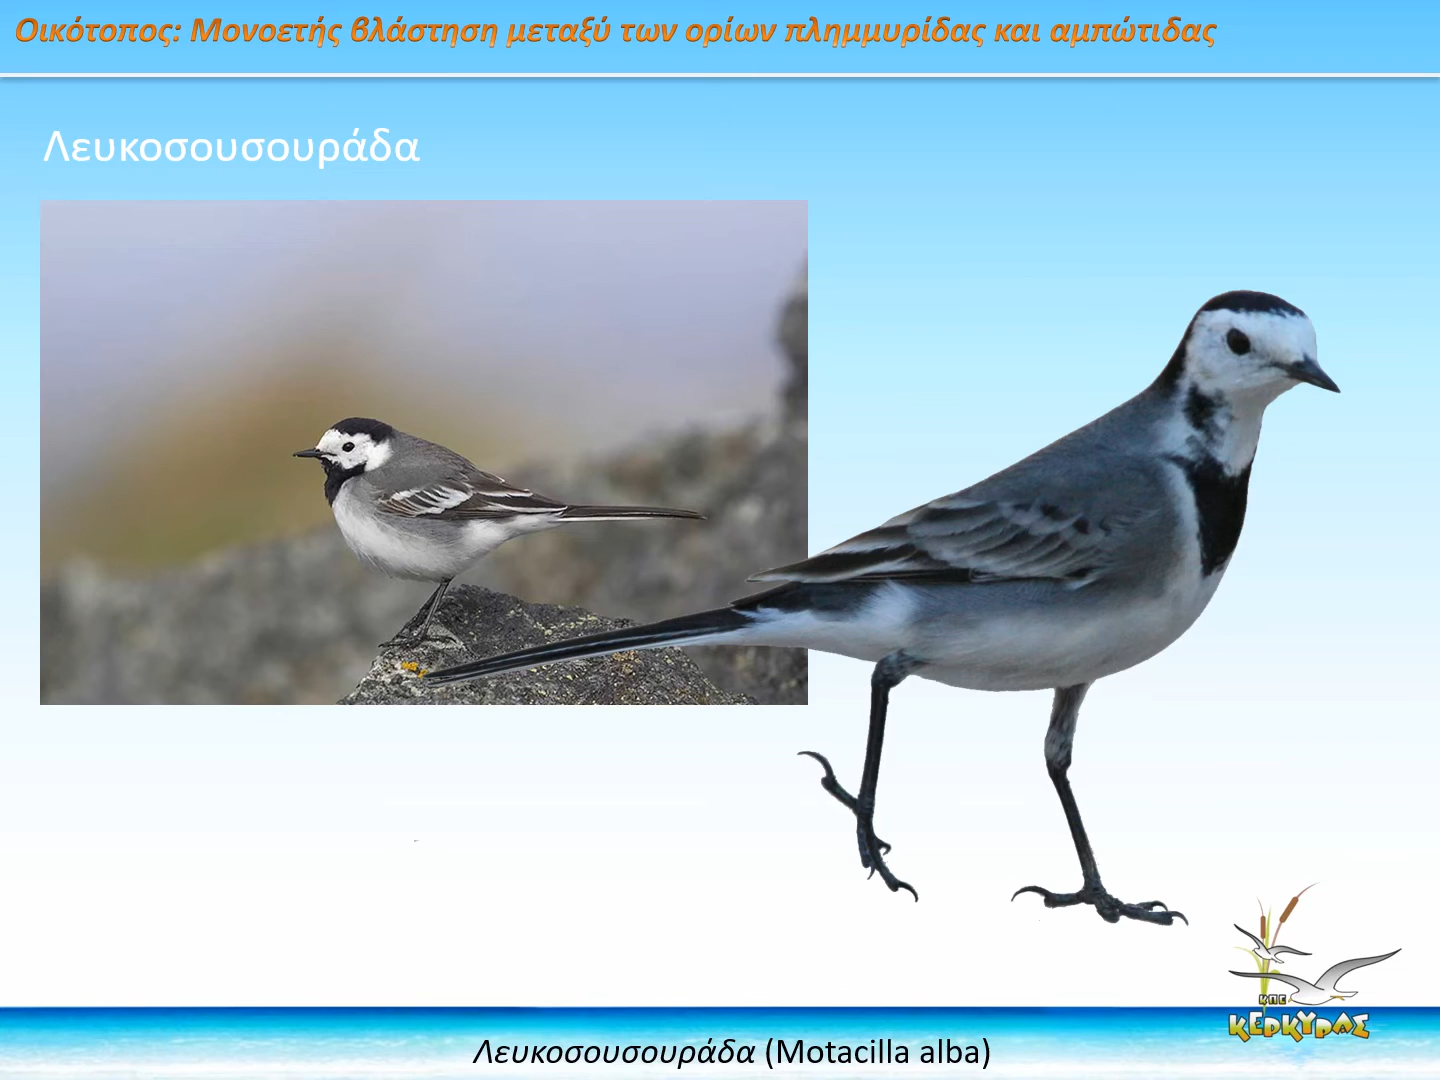 Οικότοπος: Μονοετής βλάστηση μεταξύ των ορίων πλημμυρίδας και αμπώτιδας
Λευκοσουσουράδα
ΚΠΕ
ΚΕΡΚΥΡΑΣ
Λευκοσουσουράδα (Motacilla alba)